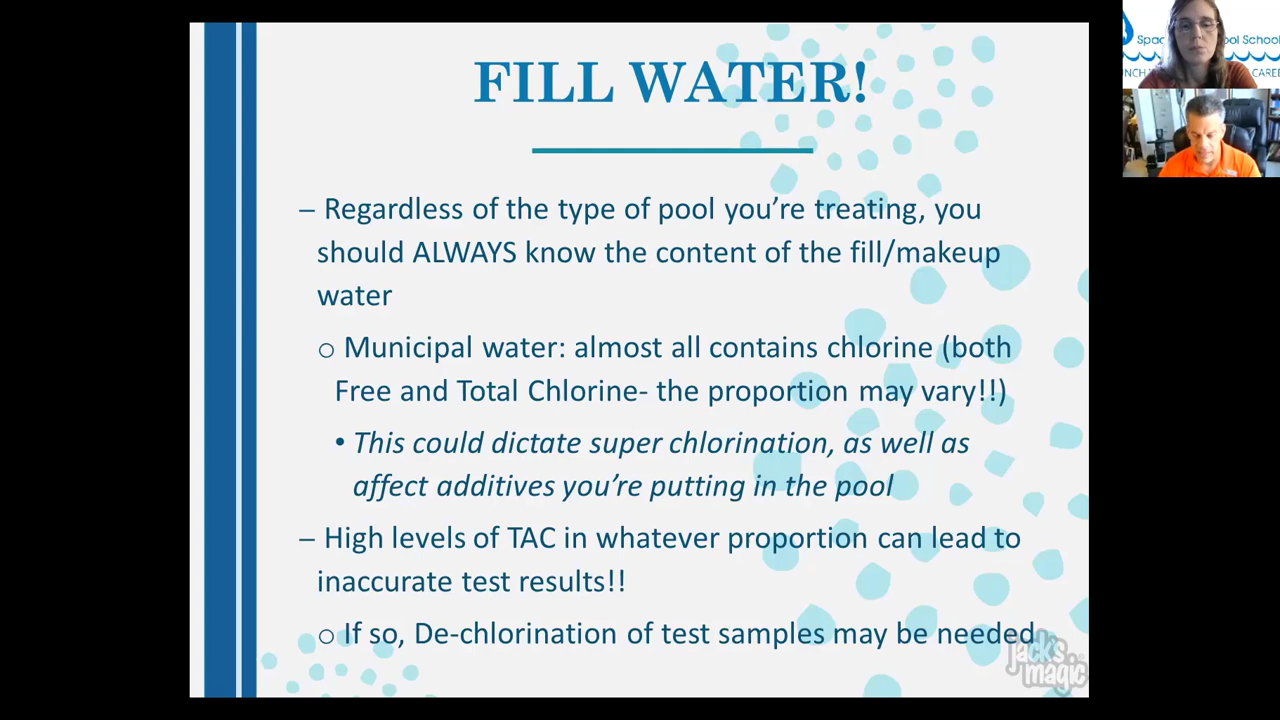 FILL WATER!
– Regardless of the type of pool you’re treating, you
should ALWAYS know the content of the fill/makeup
water
o Municipal water: almost all contains chlorine (both
Free and Total Chlorine- the proportion may vary!!)
• This could dictate super chlorination, as well as
affect additives you’re putting in the pool
– High levels of TAC in whatever proportion can lead to
inaccurate test results!!
o If so, De-chlorination of test samples may be needed
jack's
magic